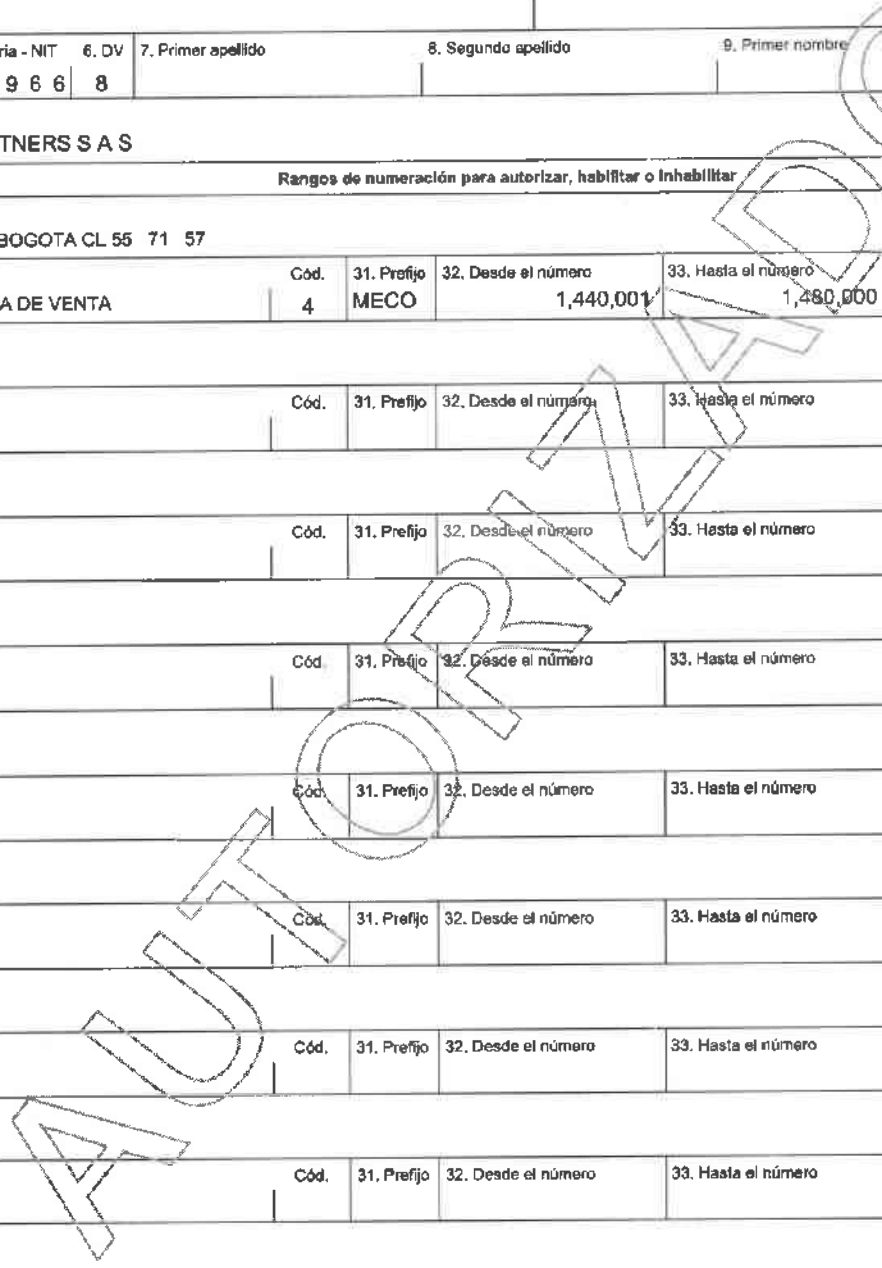 ria - NIT 6. DV 7. Primer apellido 8. Segundo apellido 9. Primer nombre
9 6 6 8
TNERS S A S
Rangos de numeración para autorizar, habilitar o inhabilitar
BOGOTA CL 55 71 57
Cód. 31. Prefijo 32. Desde el número 33. Hasta el número
A DE VENTA 4 MECO 1,440,001 1,480,000
Cód. 31. Prefijo 32. Desde el número 33. Hasta el número
Cód. 31. Prefijo 32. Desde el número 33. Hasta el número
Cód. 31. Prefijo 32. Desde el número 33. Hasta el número
Cód. 31. Prefijo 32. Desde el número 33. Hasta el número
Cód. 31. Prefijo 32. Desde el número 33. Hasta el número
Cód. 31. Prefijo 32. Desde el número 33. Hasta el número
Cód. 31. Prefijo 32. Desde el número 33. Hasta el número
AUTORIZADO